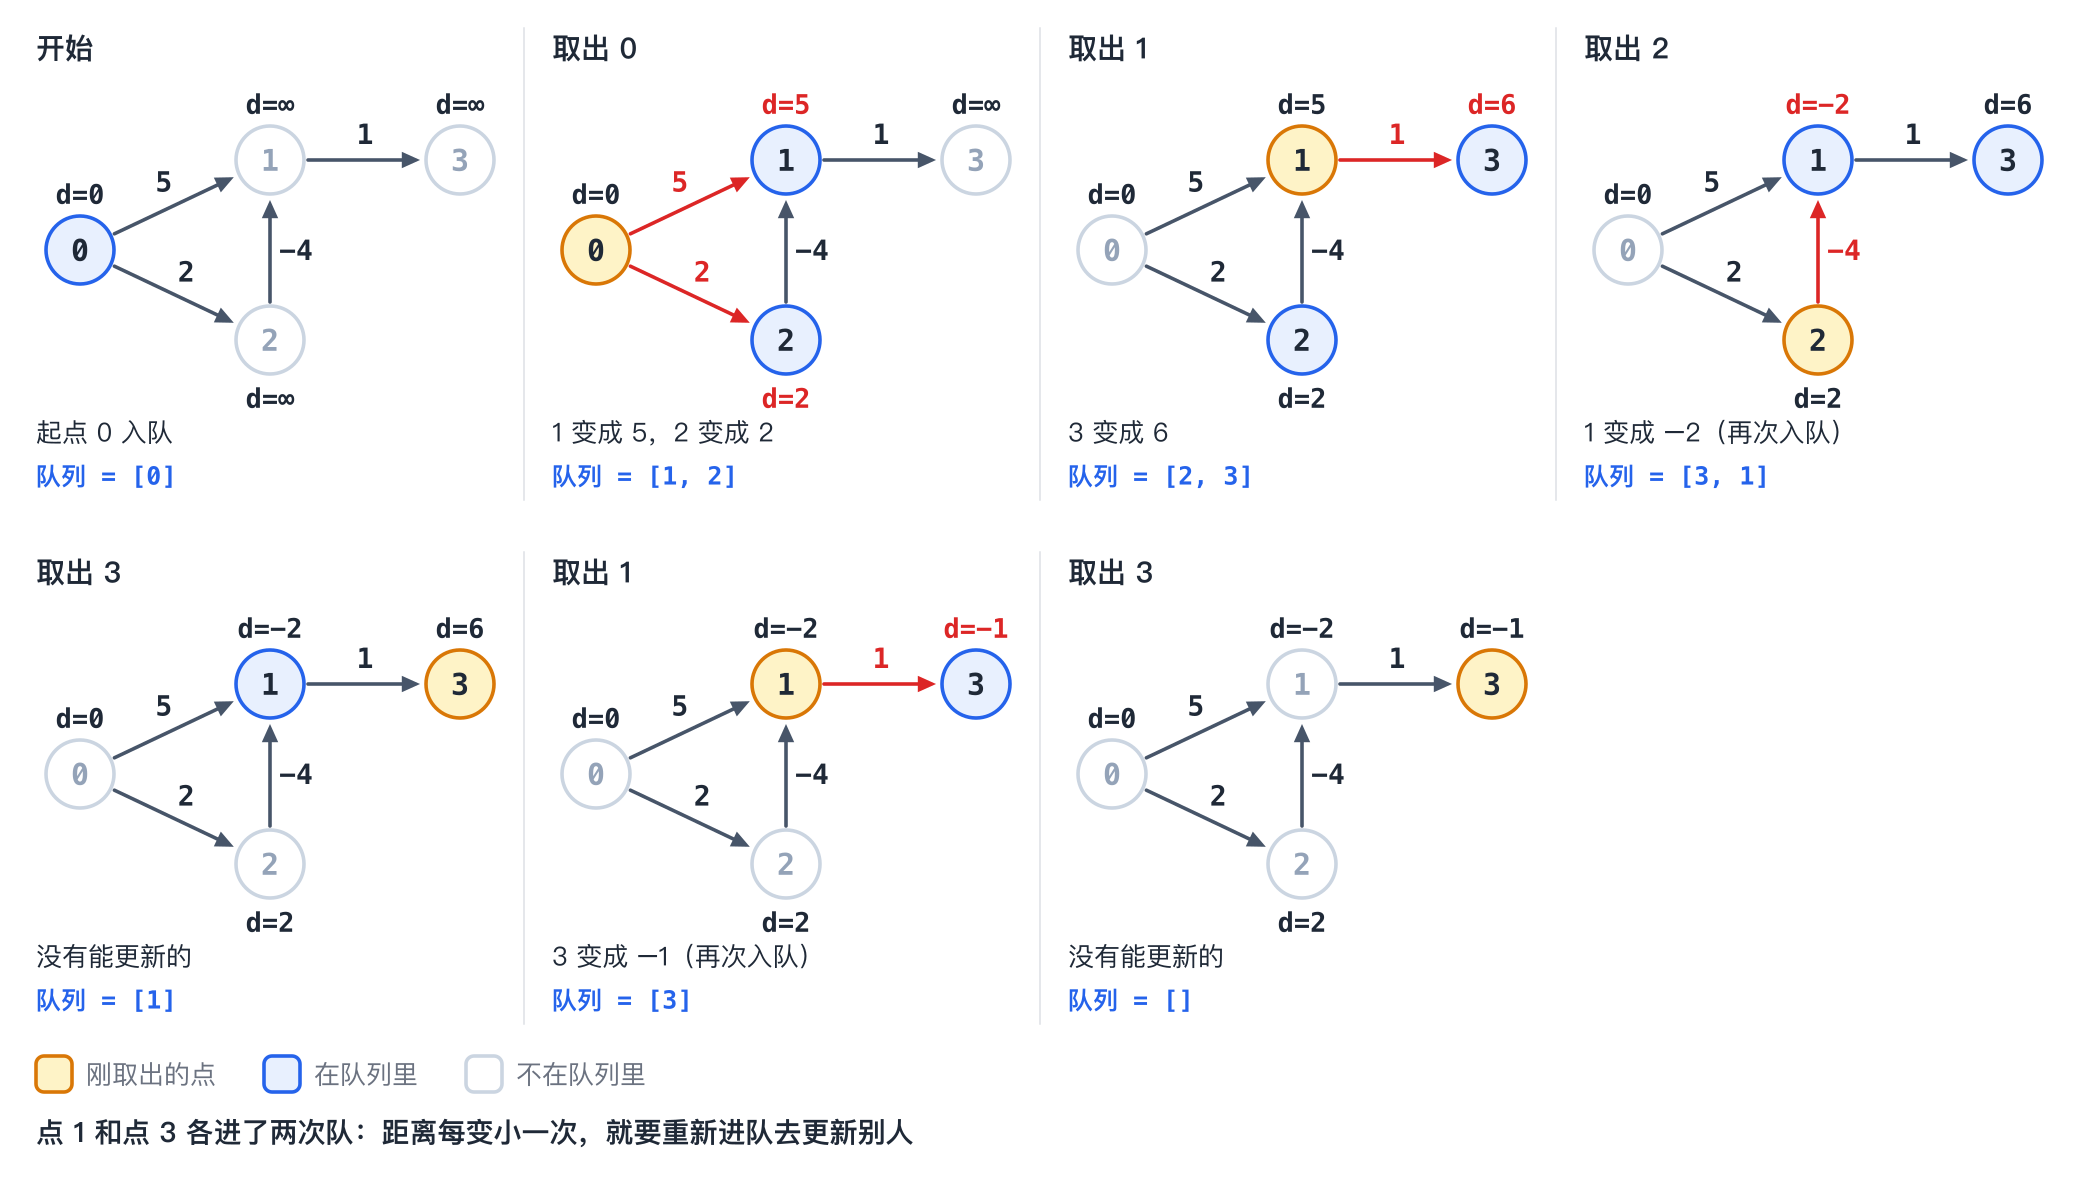 开始
d=∞
d=∞
1
1
3
5
d=0
0
−4
2
2
d=∞
起点 0 入队
队列 = [0]
取出 0
d=5
d=∞
1
1
3
5
d=0
0
−4
2
2
d=2
1 变成 5，2 变成 2
队列 = [1, 2]
取出 1
d=5
d=6
1
1
3
5
d=0
0
−4
2
2
d=2
3 变成 6
队列 = [2, 3]
取出 2
d=−2
d=6
1
1
3
5
d=0
0
−4
2
2
d=2
1 变成 −2（再次入队）
队列 = [3, 1]
取出 3
d=−2
d=6
1
1
3
5
d=0
0
−4
2
2
d=2
没有能更新的
队列 = [1]
取出 1
d=−2
d=−1
1
1
3
5
d=0
0
−4
2
2
d=2
3 变成 −1（再次入队）
队列 = [3]
取出 3
d=−2
d=−1
1
1
3
5
d=0
0
−4
2
2
d=2
没有能更新的
队列 = []
刚取出的点
在队列里
不在队列里
点 1 和点 3 各进了两次队：距离每变小一次，就要重新进队去更新别人